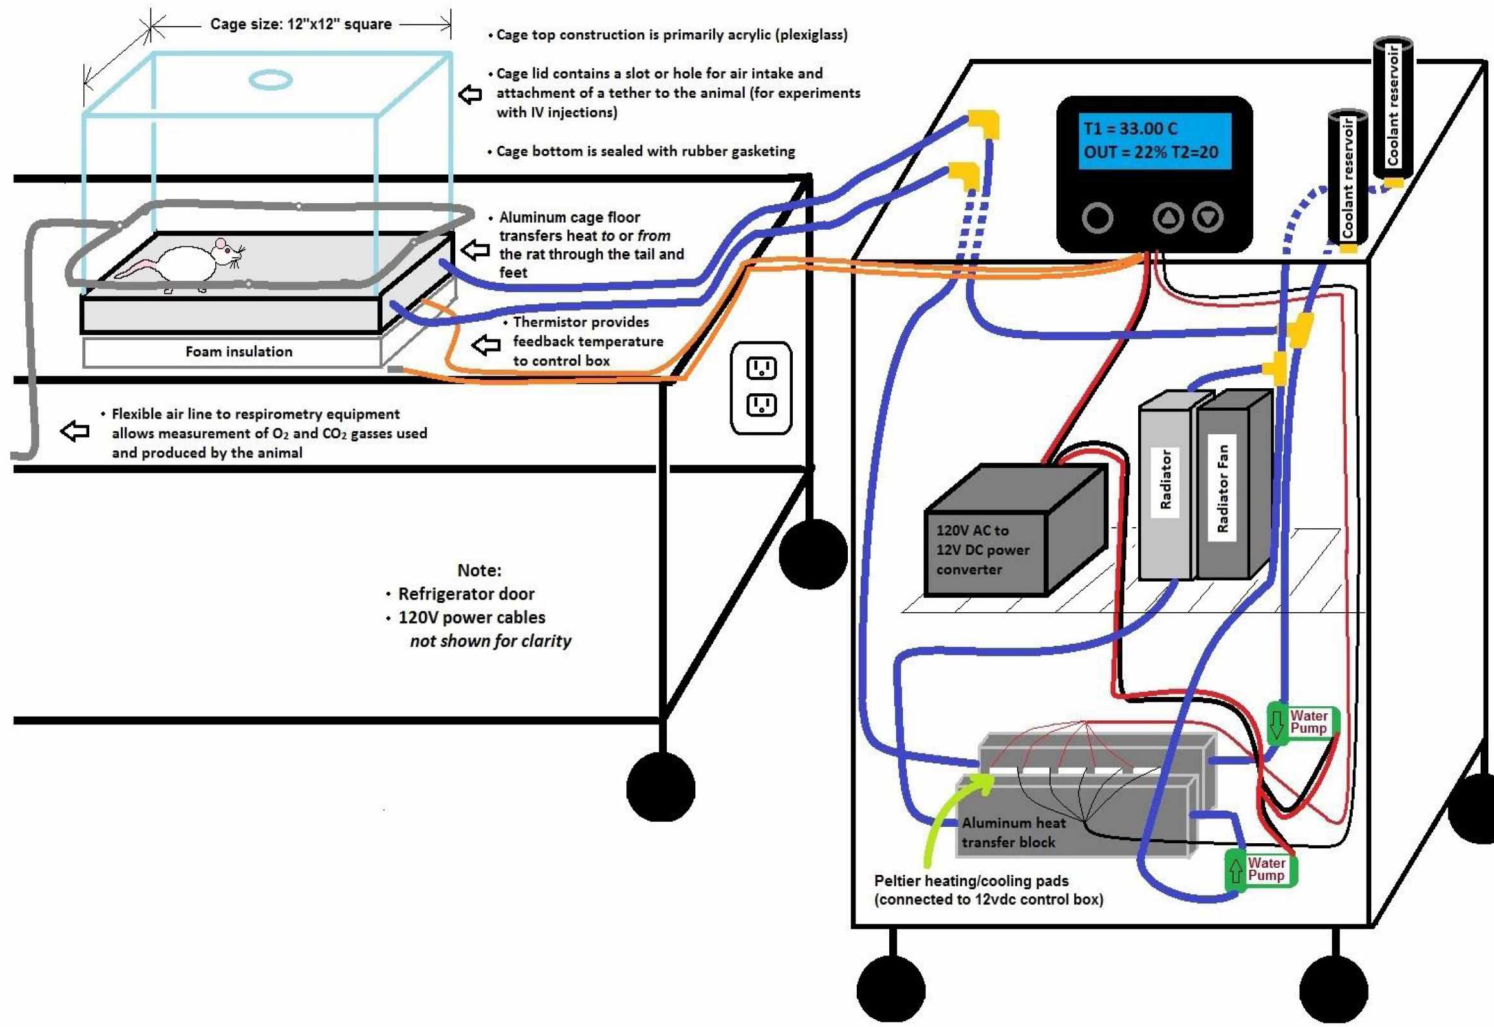 Cage size: 12"x12" square
• Cage top construction is primarily acrylic (plexiglass)
• Cage lid contains a slot or hole for air intake and
attachment of a tether to the animal (for experiments
with IV injections)
• Cage bottom is sealed with rubber gasketing
• Aluminum cage floor
transfers heat to or from
the rat through the tail and
feet
• Thermistor provides
feedback temperature
to control box
Foam insulation
• Flexible air line to respirometry equipment
allows measurement of O₂ and CO₂ gasses used
and produced by the animal
Note:
• Refrigerator door
• 120V power cables
not shown for clarity
T1 = 33.00 C
OUT = 22% T2=20
Coolant reservoir
Coolant reservoir
Radiator
Radiator Fan
120V AC to
12V DC power
converter
Water
Pump
Aluminum heat
transfer block
Water
Pump
Peltier heating/cooling pads
(connected to 12vdc control box)